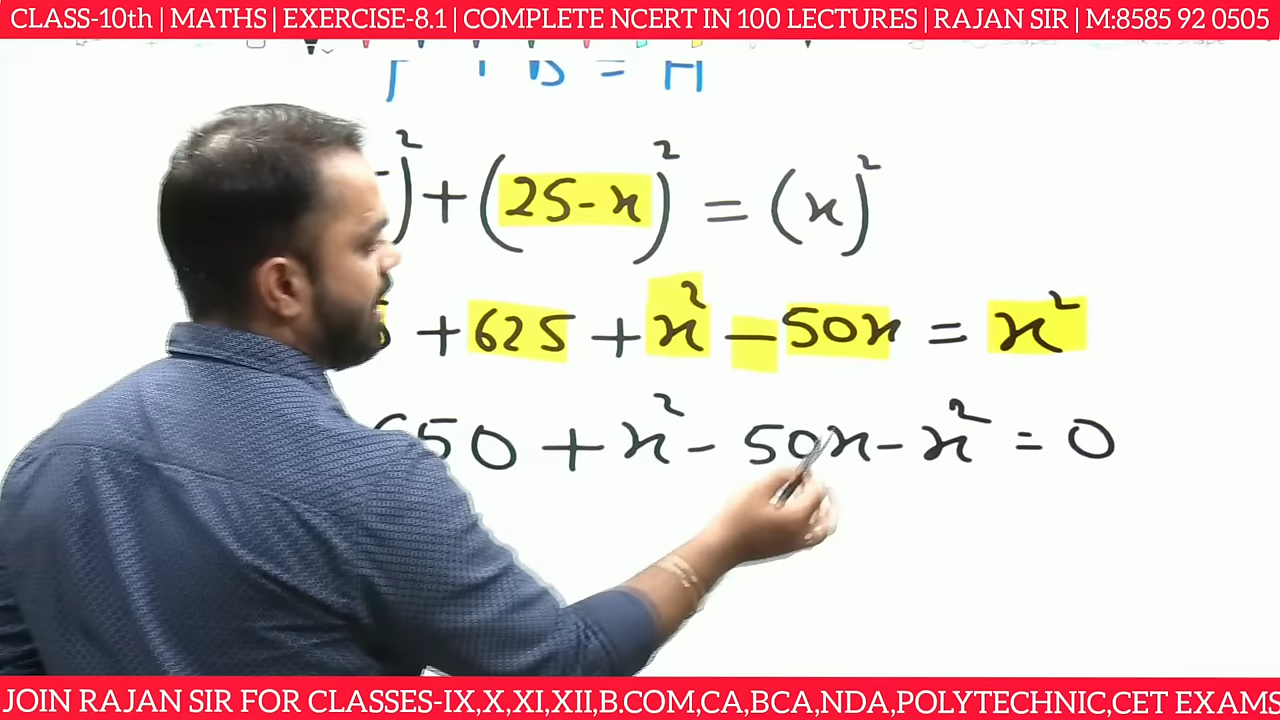 CLASS-10th | MATHS | EXERCISE-8.1 | COMPLETE NCERT IN 100 LECTURES | RAJAN SIR | M:8585 92 0505
+ B = H
)² + (25-x)² = (x)²
+625 +x² -50x = x²
650 + x² - 50x - x² = 0
JOIN RAJAN SIR FOR CLASSES-IX,X,XI,XII,B.COM,CA,BCA,NDA,POLYTECHNIC,CET EXAMS